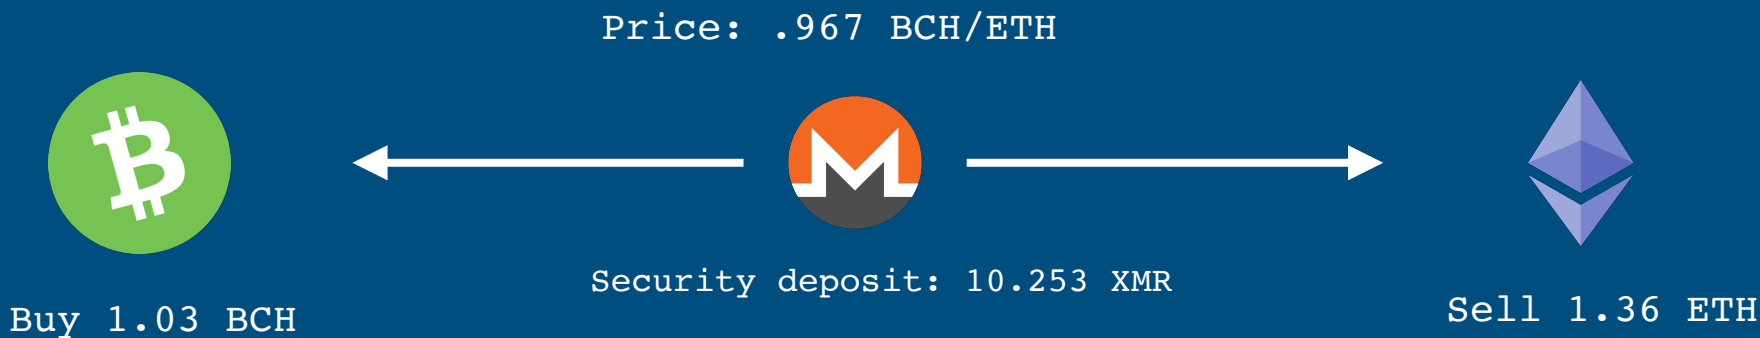 Price: .967 BCH/ETH
Security deposit: 10.253 XMR
Buy 1.03 BCH
Sell 1.36 ETH